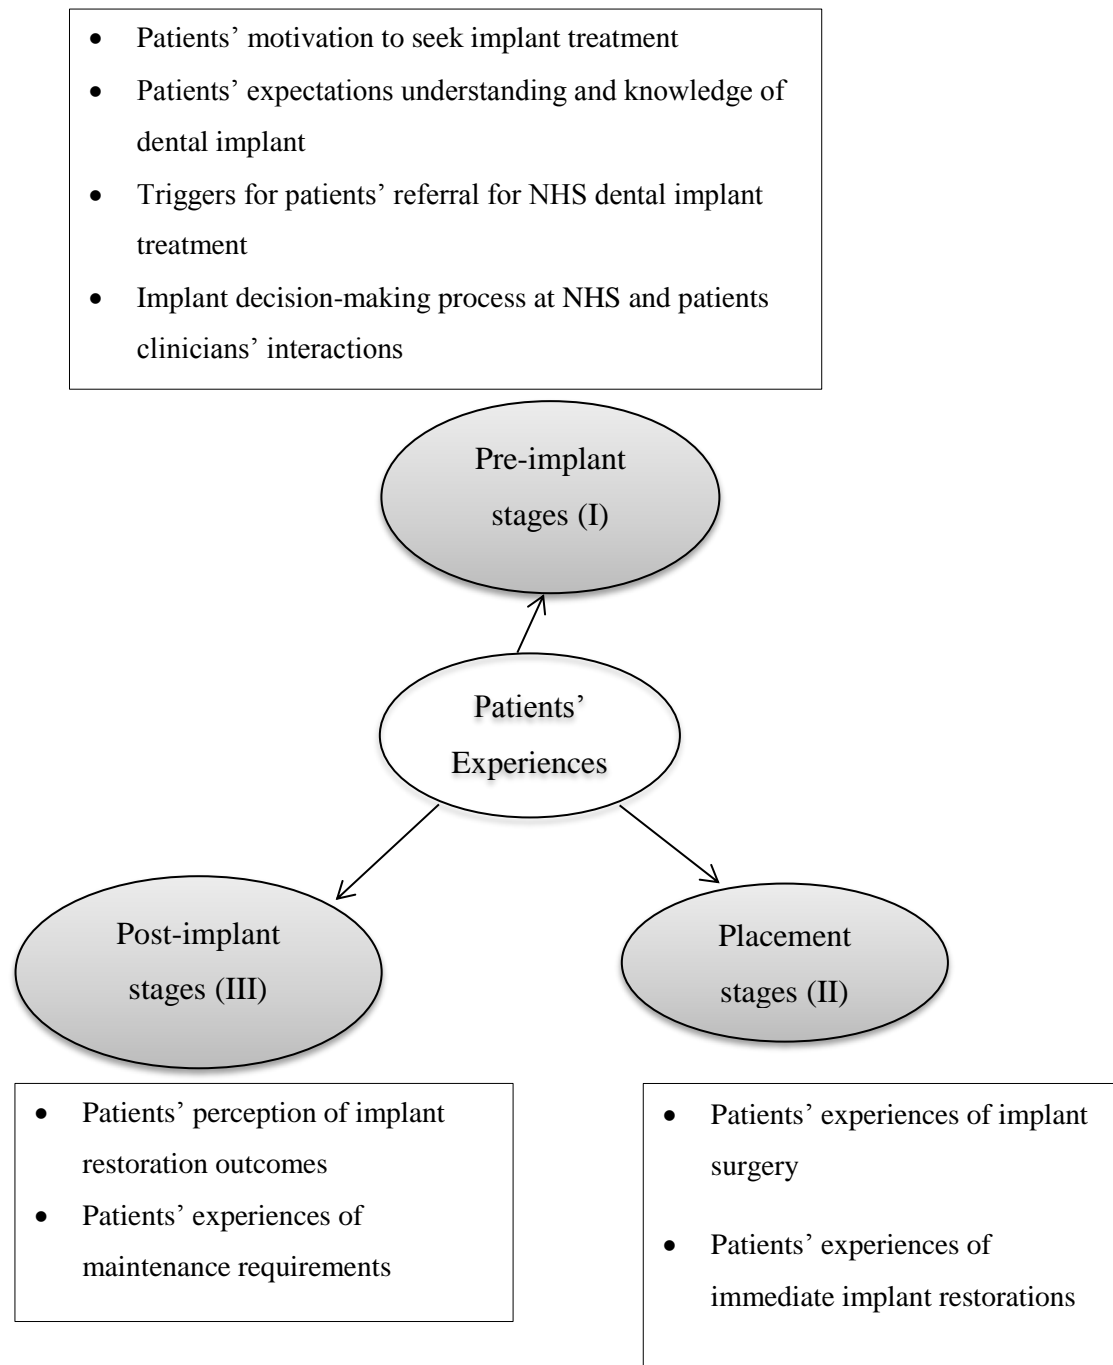 • Patients’ motivation to seek implant treatment
• Patients’ expectations understanding and knowledge of
dental implant
• Triggers for patients’ referral for NHS dental implant
treatment
• Implant decision-making process at NHS and patients
clinicians’ interactions
Pre-implant
stages (I)
Patients’
Experiences
Post-implant
stages (III)
Placement
stages (II)
• Patients’ perception of implant
restoration outcomes
• Patients’ experiences of
maintenance requirements
• Patients’ experiences of implant
surgery
• Patients’ experiences of
immediate implant restorations